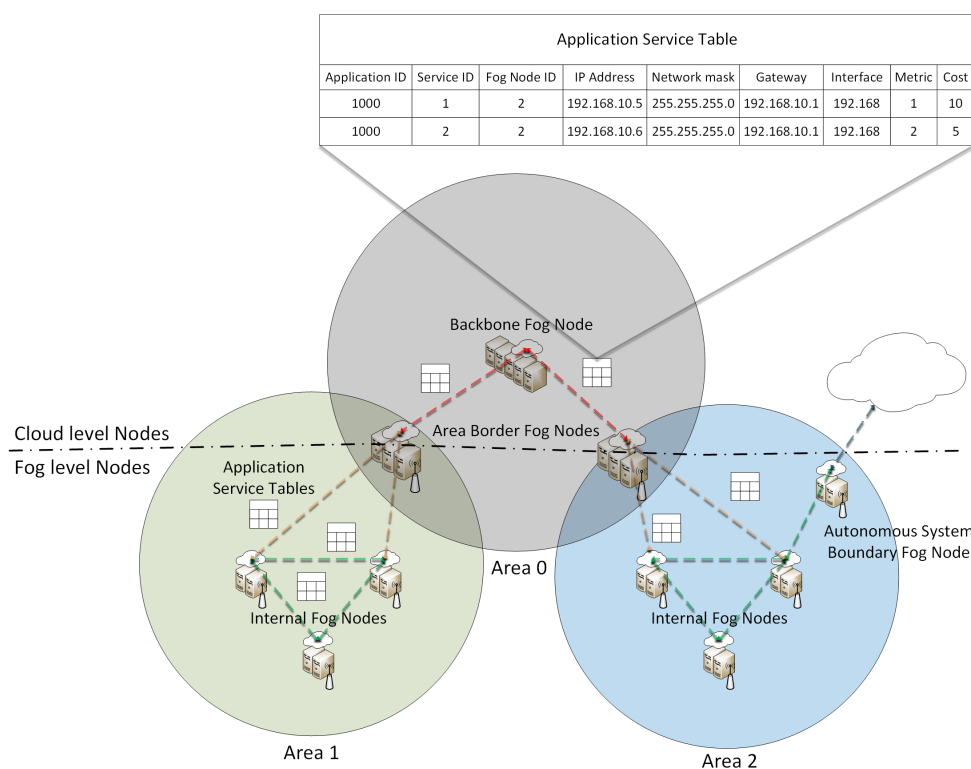 Application Service Table
Application ID Service ID Fog Node ID IP Address Network mask Gateway Interface Metric Cost
1000 1 2 192.168.10.5 255.255.255.0 192.168.10.1 192.168 1 10
1000 2 2 192.168.10.6 255.255.255.0 192.168.10.1 192.168 2 5
Backbone Fog Node
Area Border Fog Nodes
Cloud level Nodes
Fog level Nodes
Application
Service Tables
Autonomous System
Boundary Fog Node
Area 0
Internal Fog Nodes
Internal Fog Nodes
Area 1
Area 2